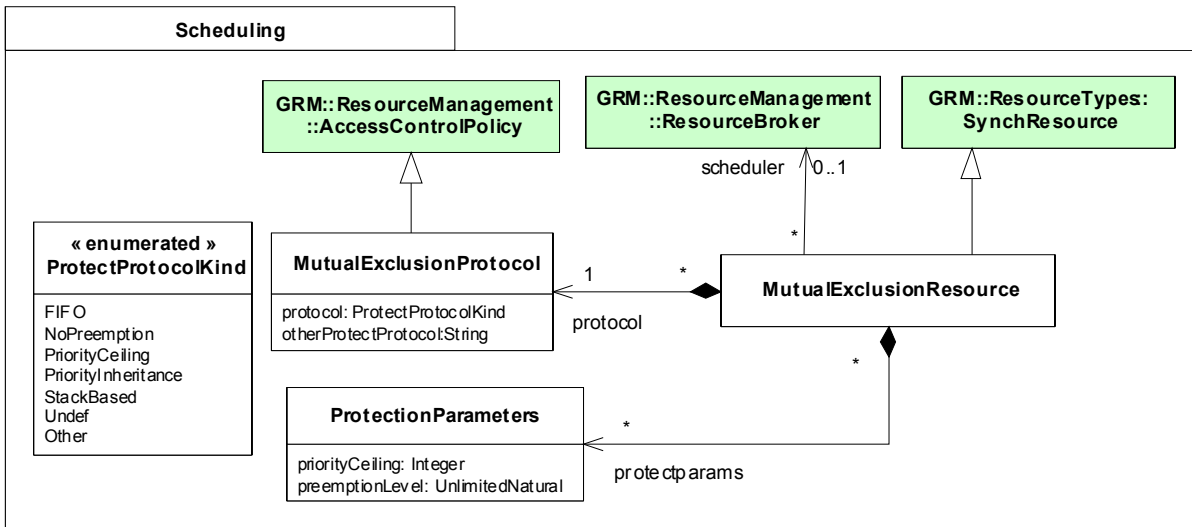 Scheduling
GRM::ResourceManagement
::AccessControlPolicy
GRM::ResourceManagement
::ResourceBroker
GRM::ResourceTypes::
SynchResource
scheduler
0..1
*
« enumerated »
ProtectProtocolKind
FIFO
NoPreemption
PriorityCeiling
PriorityInheritance
StackBased
Undef
Other
MutualExclusionProtocol
protocol: ProtectProtocolKind
otherProtectProtocol:String
1
*
protocol
MutualExclusionResource
*
ProtectionParameters
priorityCeiling: Integer
preemptionLevel: UnlimitedNatural
*
protectparams